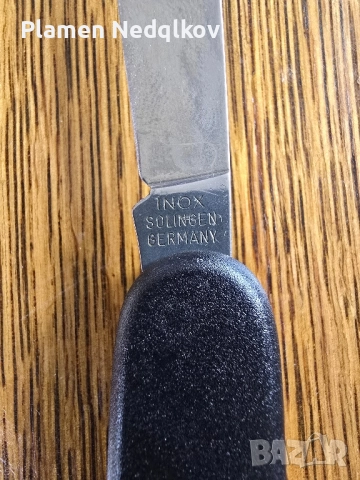 Plamen Nedqlkov
INOX
SOLINGEN
GERMANY
BAZAR